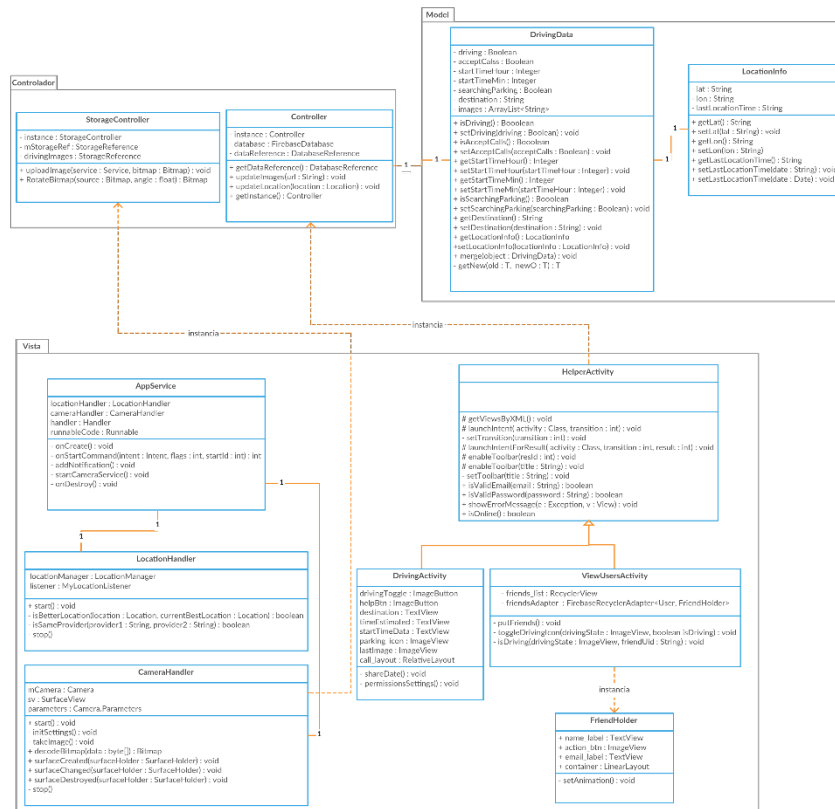 Model
DrivingData
- driving : Boolean
- acceptCalss : Boolean
- startTimeHour : Integer
- startTimeMin : Integer
- searchingParking : Boolean
destination : String
images : ArrayList<String>
+ isDriving() : Booolean
+ setDriving(driving : Boolean) : void
+ isAcceptCalls() : Booolean
+ setAcceptCalls(acceptCalls : Boolean) : void
+ getStartTimeHour() : Integer
+ setStartTimeHour(startTimeHour : Integer) : void
+ getStartTimeMin() : Integer
+ setStartTimeMin(startTimeHour : Integer) : void
+ isSearchingParking() : Booolean
+ setSearchingParking(searchingParking : Boolean) : void
+ getDestination() : String
+ setDestination(destination : String) : void
+ getLocationInfo() : LocationInfo
+setLocationInfo(locationInfo : LocationInfo) : void
+ merge(object : DrivingData) : void
- getNew(old : T, newO : T) : T
LocationInfo
lat : String
- lon : String
- lastLocationTime : String
+ getLat() : String
+ setLat(lat : String) : void
+ getLon() : String
+ setLon(lon : String)
+ getLastLocationTime() : String
+ setLastLocationTime(date : String) : void
+ setLastLocationTime(date : Date) : void
1
1
1
1
Controlador
StorageController
- instance : StorageController
- mStorageRef : StorageReference
drivingImages : StorageReference
+ uploadImage(service : Service, bitmap : Bitmap) : void
+ RotateBitmap(source : Bitmap, angle : float) : Bitmap
Controller
instance : Controller
database : FirebaseDatabase
- dataReference : DatabaseReference
+ getDataReference() : DatabaseReference
+ updateImages(url : String) : void
+ updateLocation(location : Location) : void
+ getInstance() : Controller
instancia
instancia
Vista
AppService
locationHandler : LocationHandler
cameraHandler : CameraHandler
handler : Handler
runnableCode : Runnable
- onCreate() : void
- onStartCommand(intent : Intent, flags : int, startId : int) : int
- addNotification() : void
- startCameraService() : void
- onDestroy() : void
1
1
1
1
LocationHandler
locationManager : LocationManager
listener : MyLocationListener
+ start() : void
- isBetterLocation(location : Location, currentBestLocation : Location) : boolean
- isSameProvider(provider1 : String, provider2 : String) : boolean
stop()
CameraHandler
mCamera : Camera
sv : SurfaceView
parameters : Camera.Parameters
+ start() : void
initSettings() : void
takeImage() : void
+ decodeBitmap(data : byte[]) : Bitmap
+ surfaceCreated(surfaceHolder : SurfaceHolder) : void
+ surfaceChanged(surfaceHolder : SurfaceHolder) : void
+ surfaceDestroyed(surfaceHolder : SurfaceHolder) : void
- stop()
HelperActivity
# getViewsByXML() : void
# launchIntent( activity : Class, transition : int) : void
- setTransition(transition : int) : void
# launchIntentForResult( activity : Class, transition : int, result : int) : void
# enableToolbar(resId : int) : void
# enableToolbar(title : String) : void
- setToolbar(title : String) : void
- isValidEmail(email : String) : boolean
+ isValidPassword(password : String) : boolean
+ showErrorMessage(e : Exception, v : View) : void
+ isOnline() : boolean
DrivingActivity
drivingToggle : ImageButton
helpBtn : ImageButton
destination : TextView
timeEstimated : TextView
startTimeData : TextView
parking_icon : ImageView
lastImage : ImageView
call_layout : RelativeLayout
- shareDate() : void
- permissionsSettings() : void
ViewUsersActivity
- friends_list : RecyclerView
- friendsAdapter : FirebaseRecyclerAdapter<User, FriendHolder>
- putFriends() : void
- toggleDrivingIcon(drivingState : ImageView, boolean isDriving) : void
- isDriving(drivingState : ImageView, friendUid : String) : void
instancia
FriendHolder
+ name_label : TextView
+ action_btn : ImageView
+ email_label : TextView
+ container : LinearLayout
- setAnimation() : void